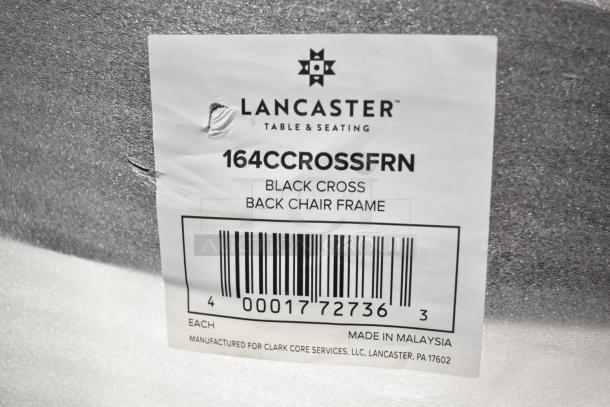 LANCASTER™
TABLE & SEATING
164CCROSSFRN
BLACK CROSS
BACK CHAIR FRAME
4 00017 72736 3
EACH
MADE IN MALAYSIA
MANUFACTURED FOR CLARK CORE SERVICES, LLC, LANCASTER, PA 17602